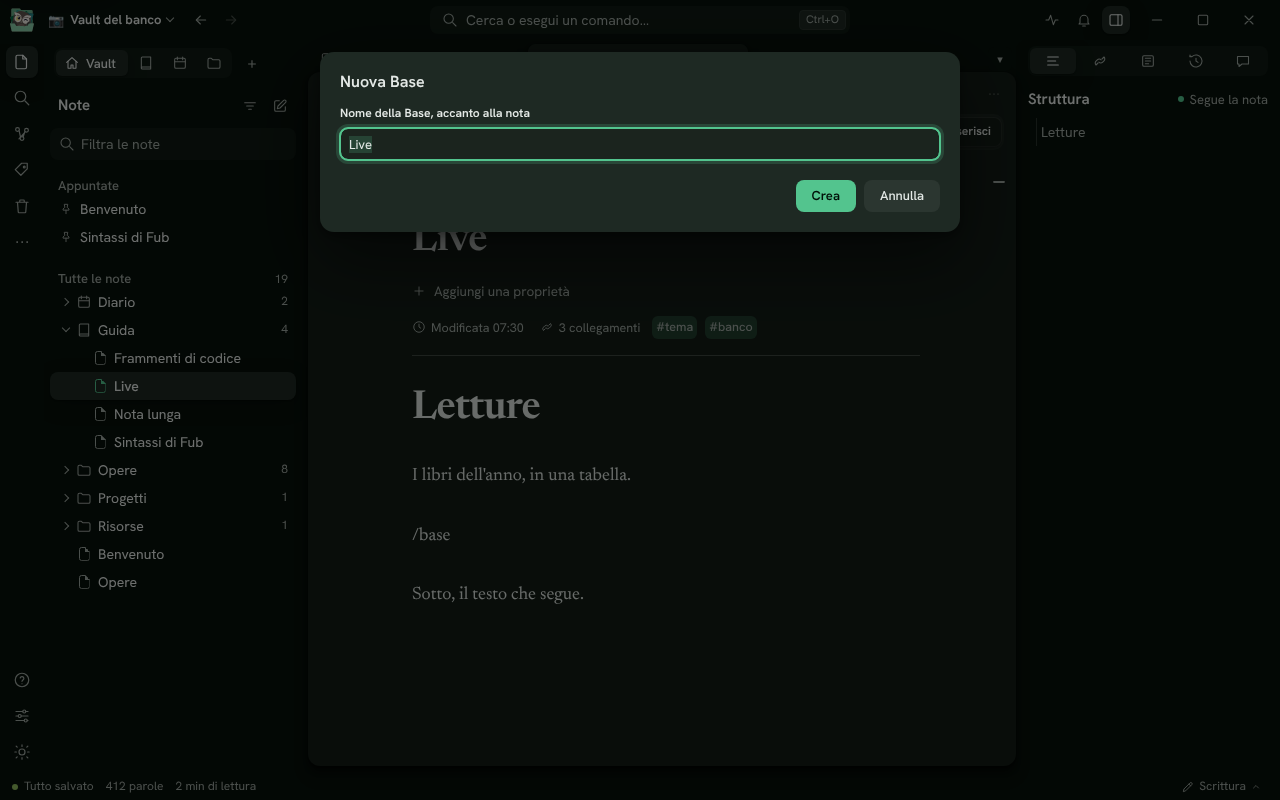 Vault del banco
Cerca o esegui un comando...
Ctrl+O
Vault
Note
Filtra le note
Appuntate
Benvenuto
Sintassi di Fub
Tutte le note 19
Diario 2
Guida 4
Frammenti di codice
Live
Nota lunga
Sintassi di Fub
Opere 8
Progetti 1
Risorse 1
Benvenuto
Opere
Nuova Base
Nome della Base, accanto alla nota
Live
Crea
Annulla
serisci
Live
Aggiungi una proprietà
Modificata 07:30
3 collegamenti
#tema
#banco
Letture
I libri dell'anno, in una tabella.
/base
Sotto, il testo che segue.
Struttura
Segue la nota
Letture
Tutto salvato
412 parole
2 min di lettura
Scrittura